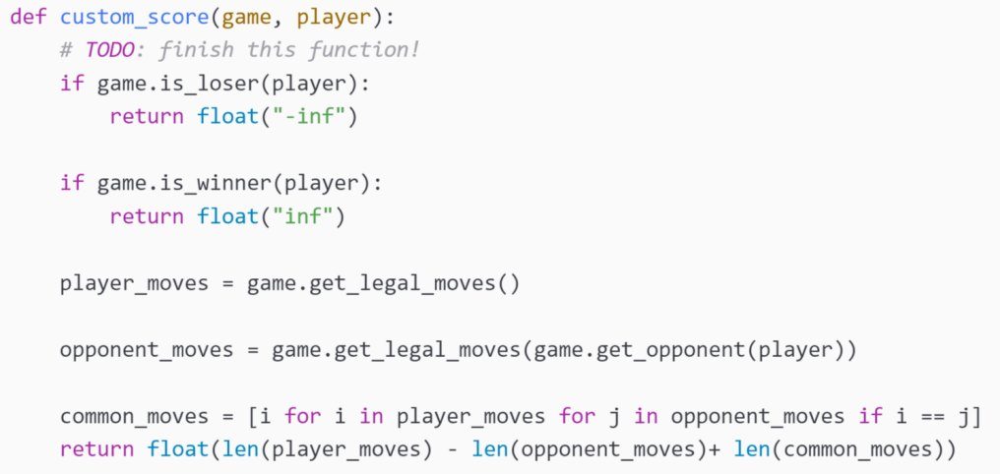 def custom_score(game, player):
    # TODO: finish this function!
    if game.is_loser(player):
        return float("-inf")

    if game.is_winner(player):
        return float("inf")

    player_moves = game.get_legal_moves()

    opponent_moves = game.get_legal_moves(game.get_opponent(player))

    common_moves = [i for i in player_moves for j in opponent_moves if i == j]
    return float(len(player_moves) - len(opponent_moves)+ len(common_moves))